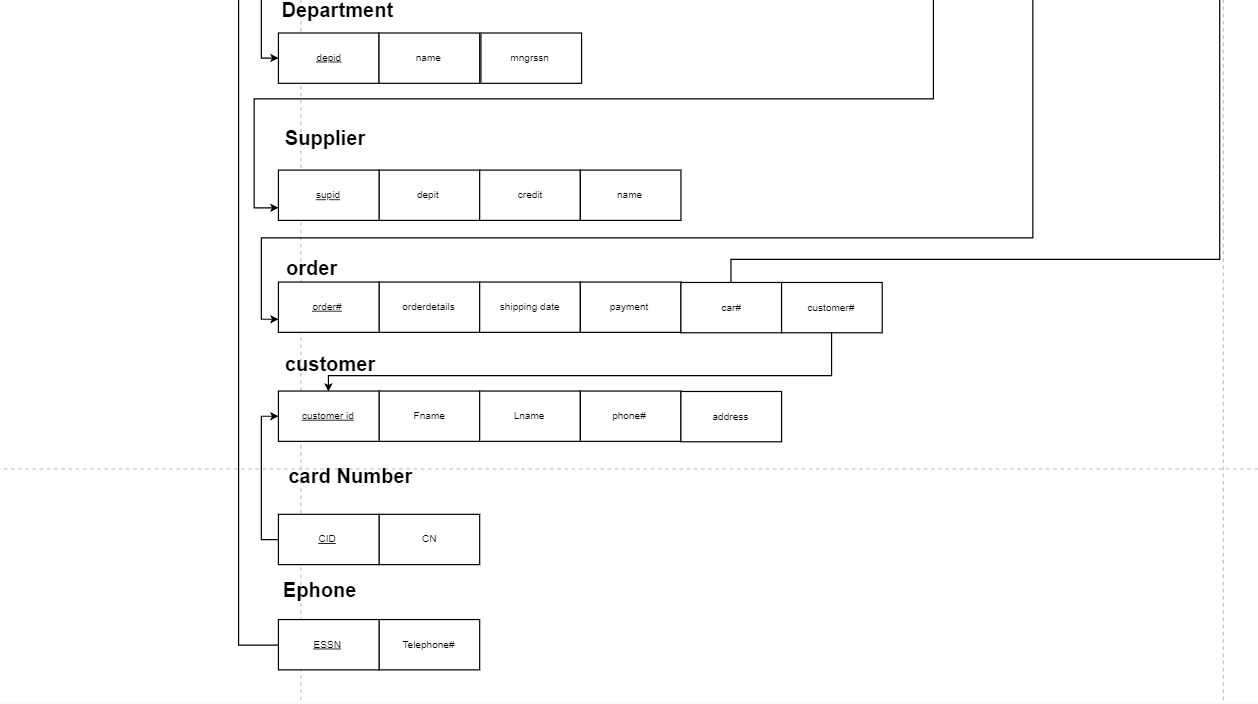 Department
depid name mngrssn
Supplier
supid depit credit name
order
order# orderdetails shipping date payment car# customer#
customer
customer id Fname Lname phone# address
card Number
CID CN
Ephone
ESSN Telephone#